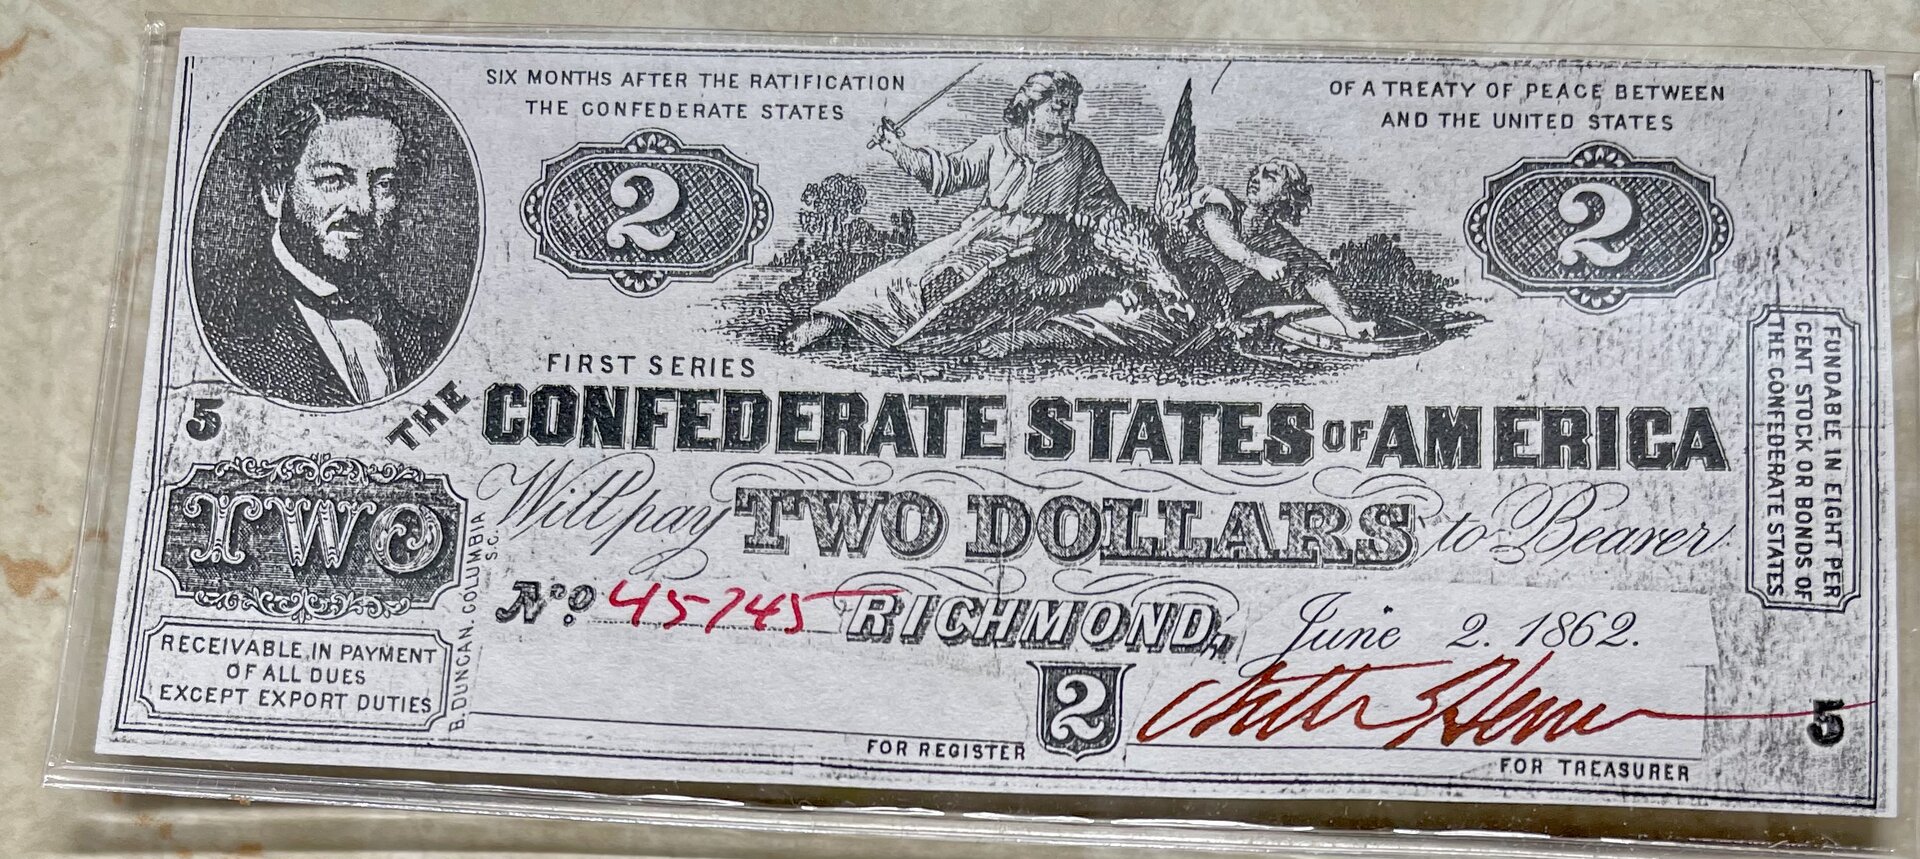 SIX MONTHS AFTER THE RATIFICATION
THE CONFEDERATE STATES
OF A TREATY OF PEACE BETWEEN
AND THE UNITED STATES
2
2
FIRST SERIES
THE CONFEDERATE STATES OF AMERICA
5
TWO
Will pay TWO DOLLARS to Bearer
No. 45745 RICHMOND,
June 2. 1862.
RECEIVABLE IN PAYMENT
OF ALL DUES
EXCEPT EXPORT DUTIES
B. DUNCAN. COLUMBIA
S.C.
2
FOR REGISTER
FOR TREASURER
5
FUNDABLE IN EIGHT PER
CENT STOCK OR BONDS OF
THE CONFEDERATE STATES